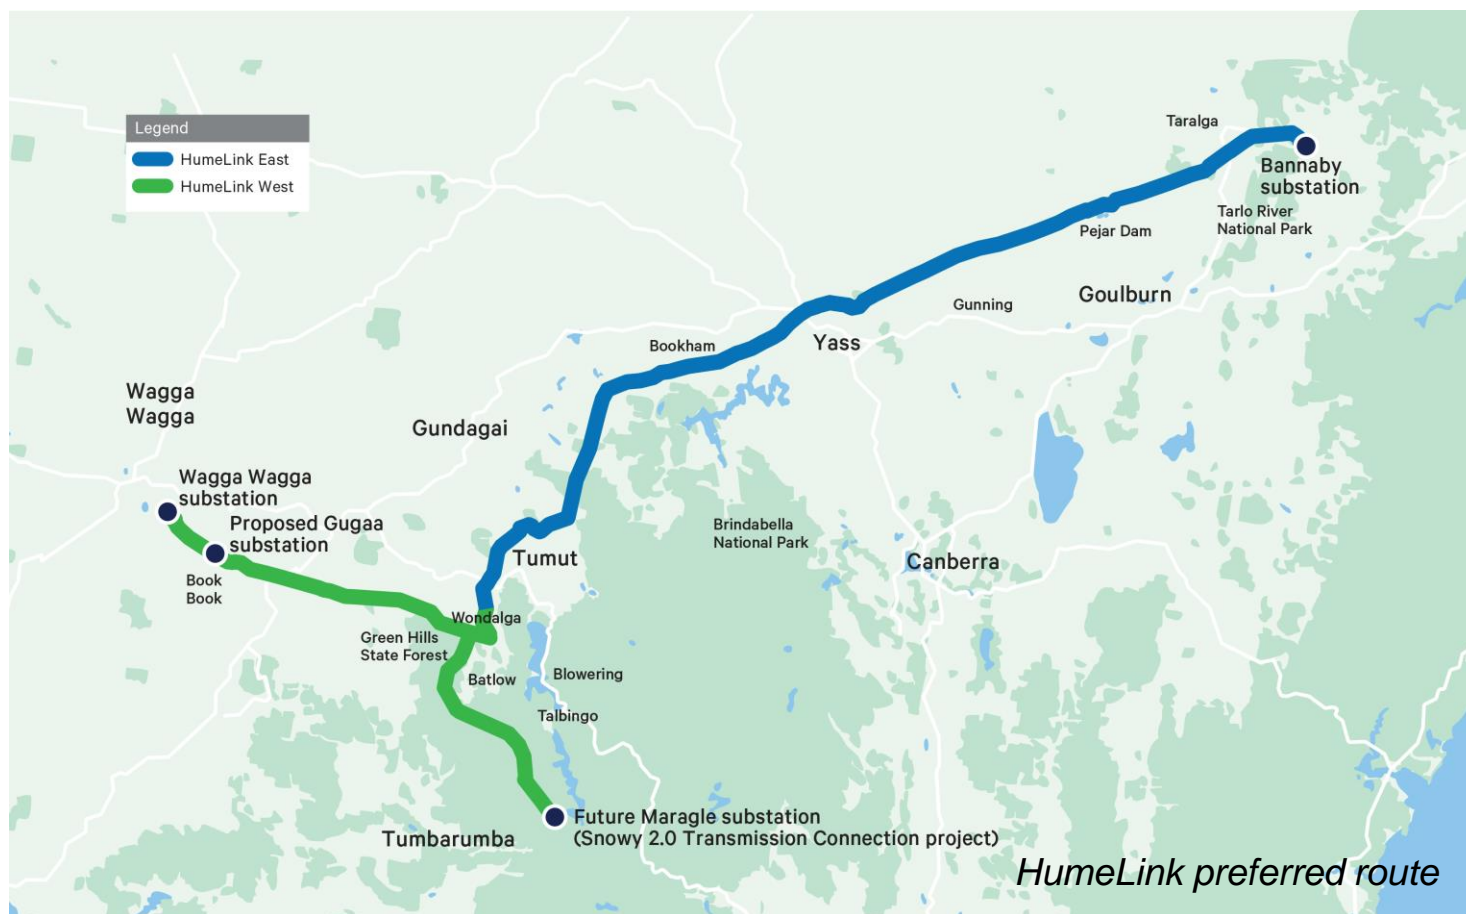 Legend
HumeLink East
HumeLink West
Taralga
Bannaby
substation
Tarlo River
National Park
Pejar Dam
Goulburn
Gunning
Yass
Bookham
Wagga
Wagga
Gundagai
Wagga Wagga
substation
Proposed Gugaa
substation
Brindabella
National Park
Tumut
Canberra
Book
Book
Wondalga
Green Hills
State Forest
Batlow
Blowering
Talbingo
Future Maragle substation
(Snowy 2.0 Transmission Connection project)
Tumbarumba
HumeLink preferred route